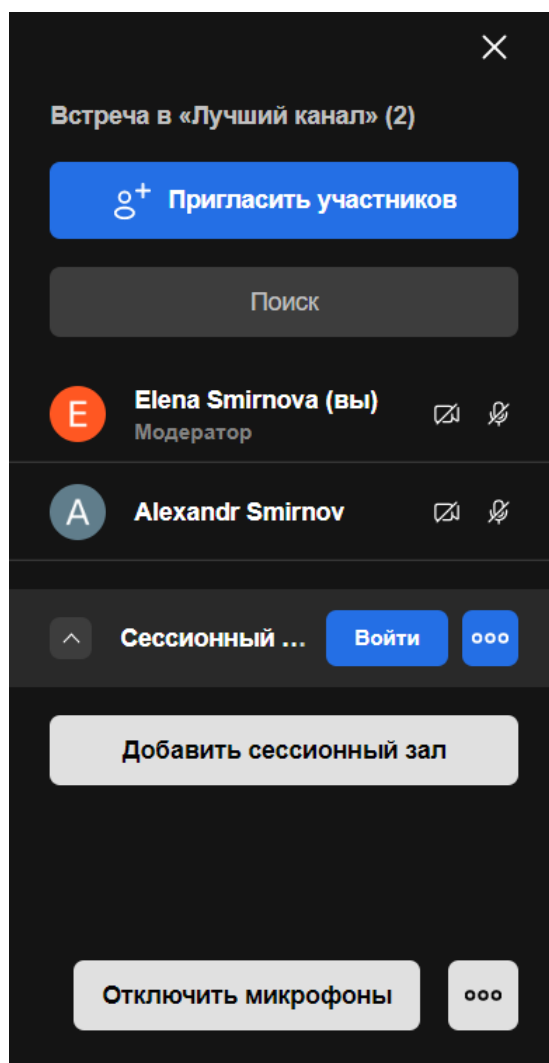 Встреча в «Лучший канал» (2)
Пригласить участников
Поиск
E
Elena Smirnova (вы)
Модератор
A
Alexandr Smirnov
Сессионный ...
Войти
Добавить сессионный зал
Отключить микрофоны